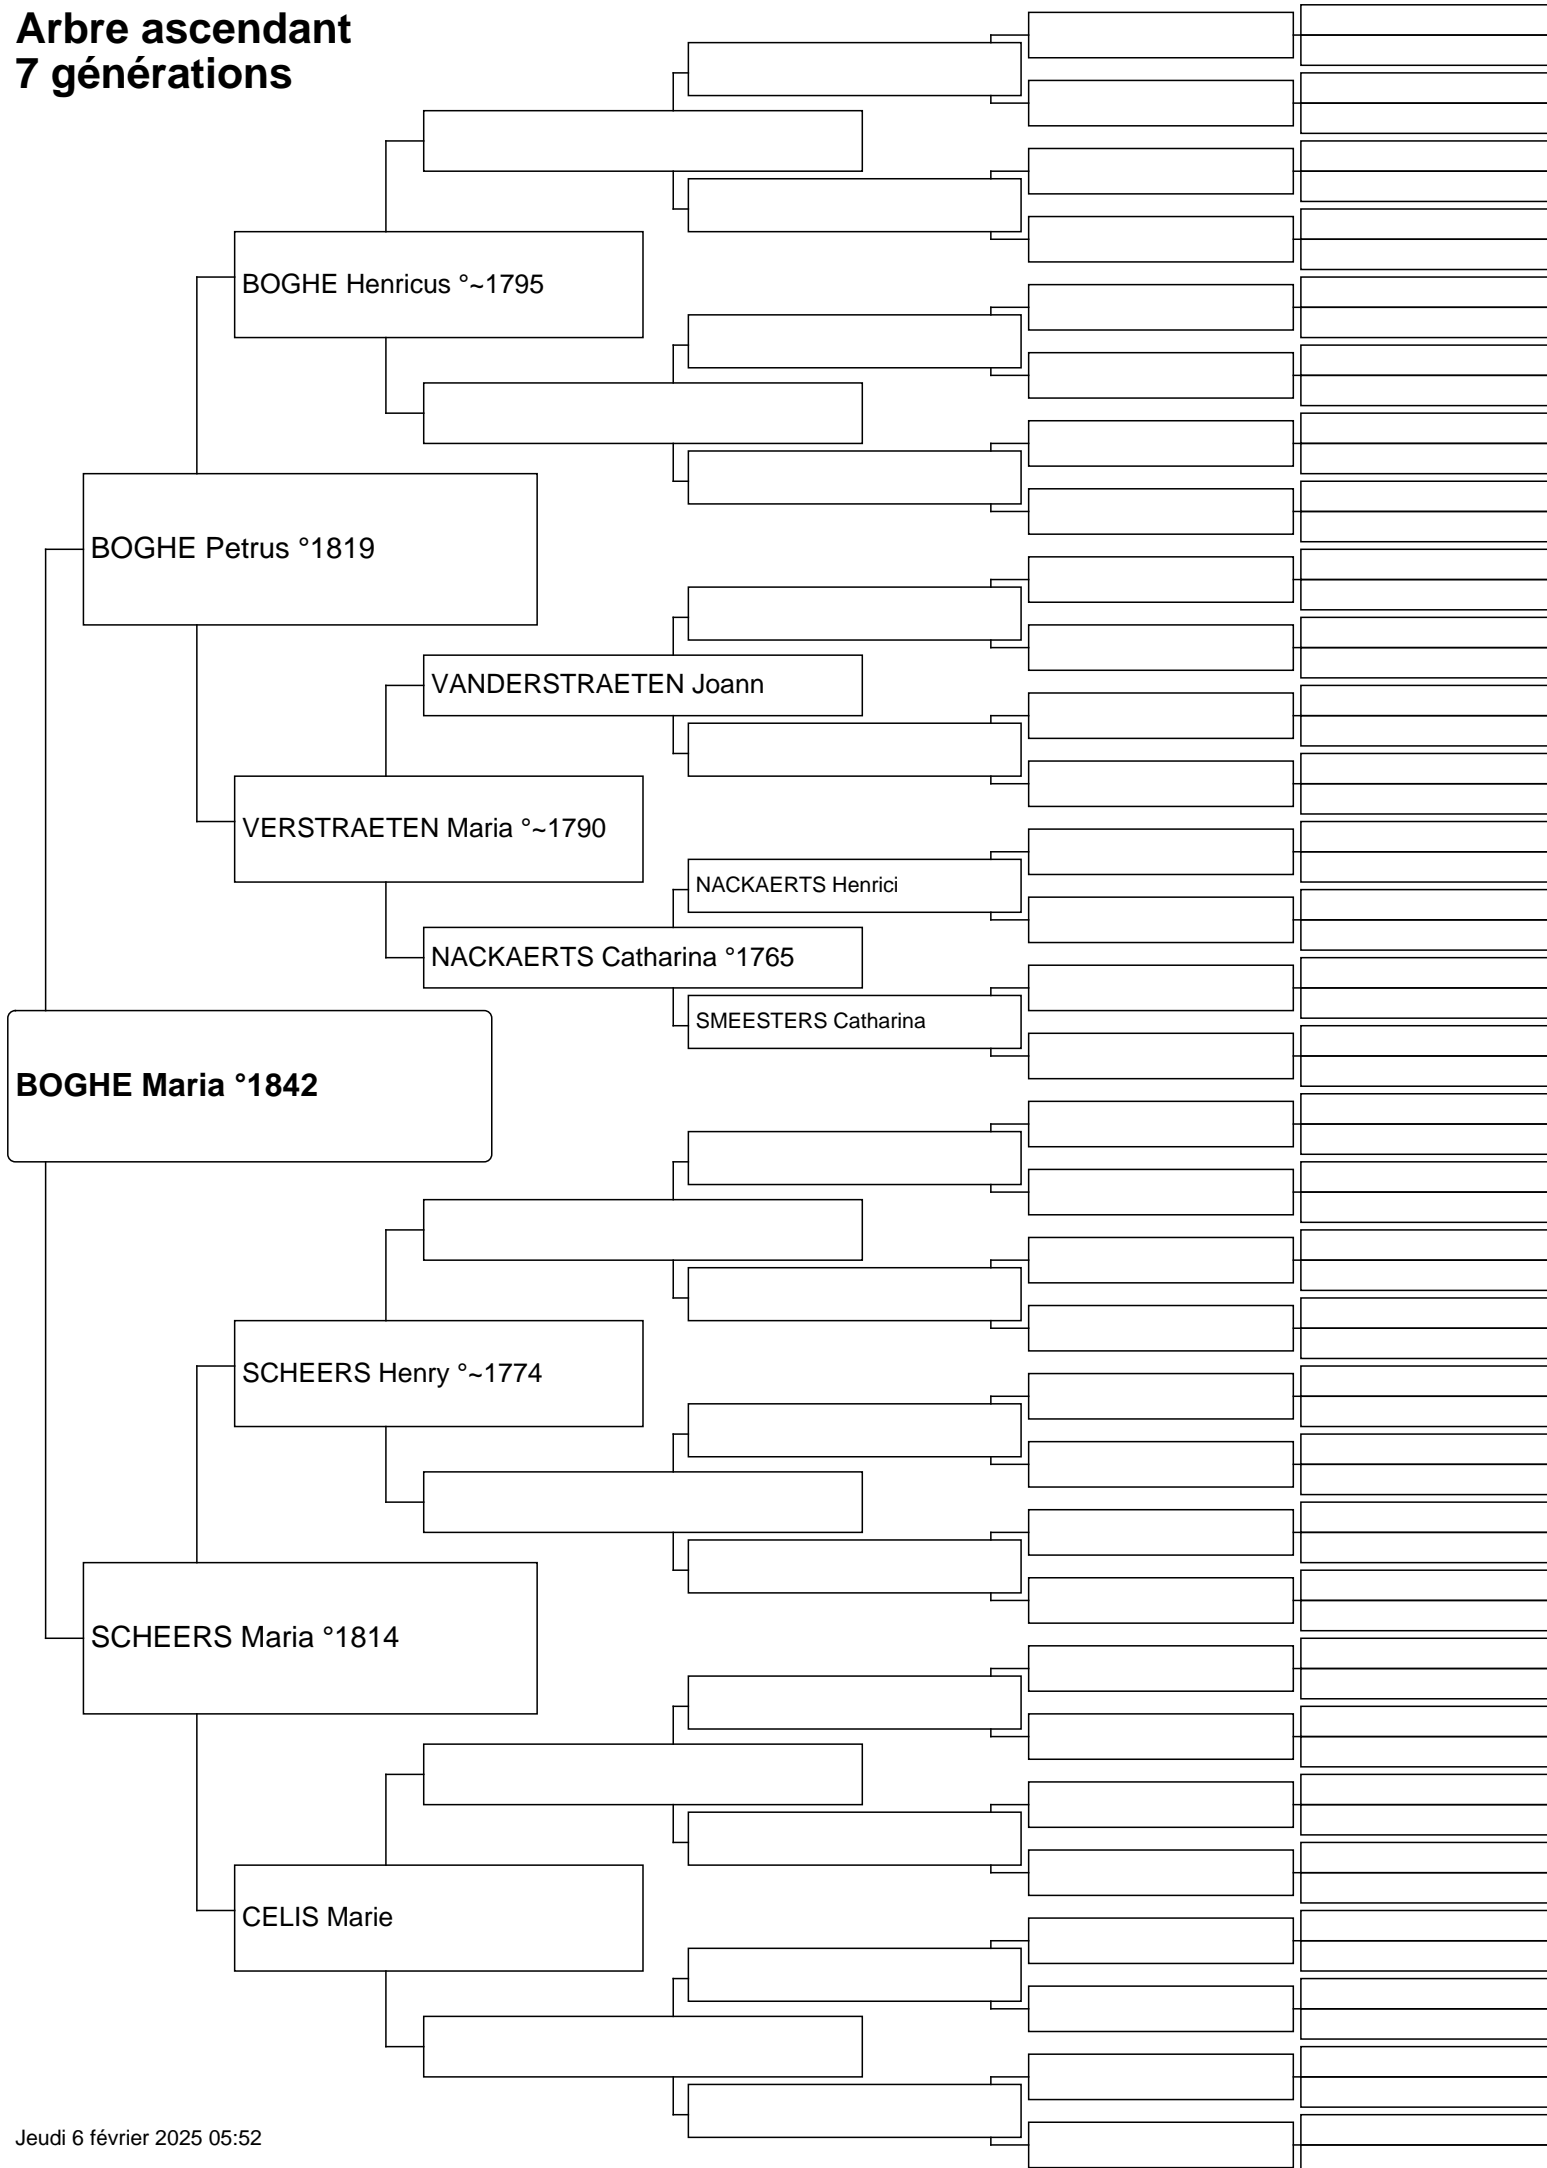 Arbre ascendant
7 générations
BOGHE Henricus °~1795
BOGHE Petrus °1819
VANDERSTRAETEN Joann
VERSTRAETEN Maria °~1790
NACKAERTS Henrici
NACKAERTS Catharina °1765
SMEESTERS Catharina
BOGHE Maria °1842
SCHEERS Henry °~1774
SCHEERS Maria °1814
CELIS Marie
Jeudi 6 février 2025 05:52